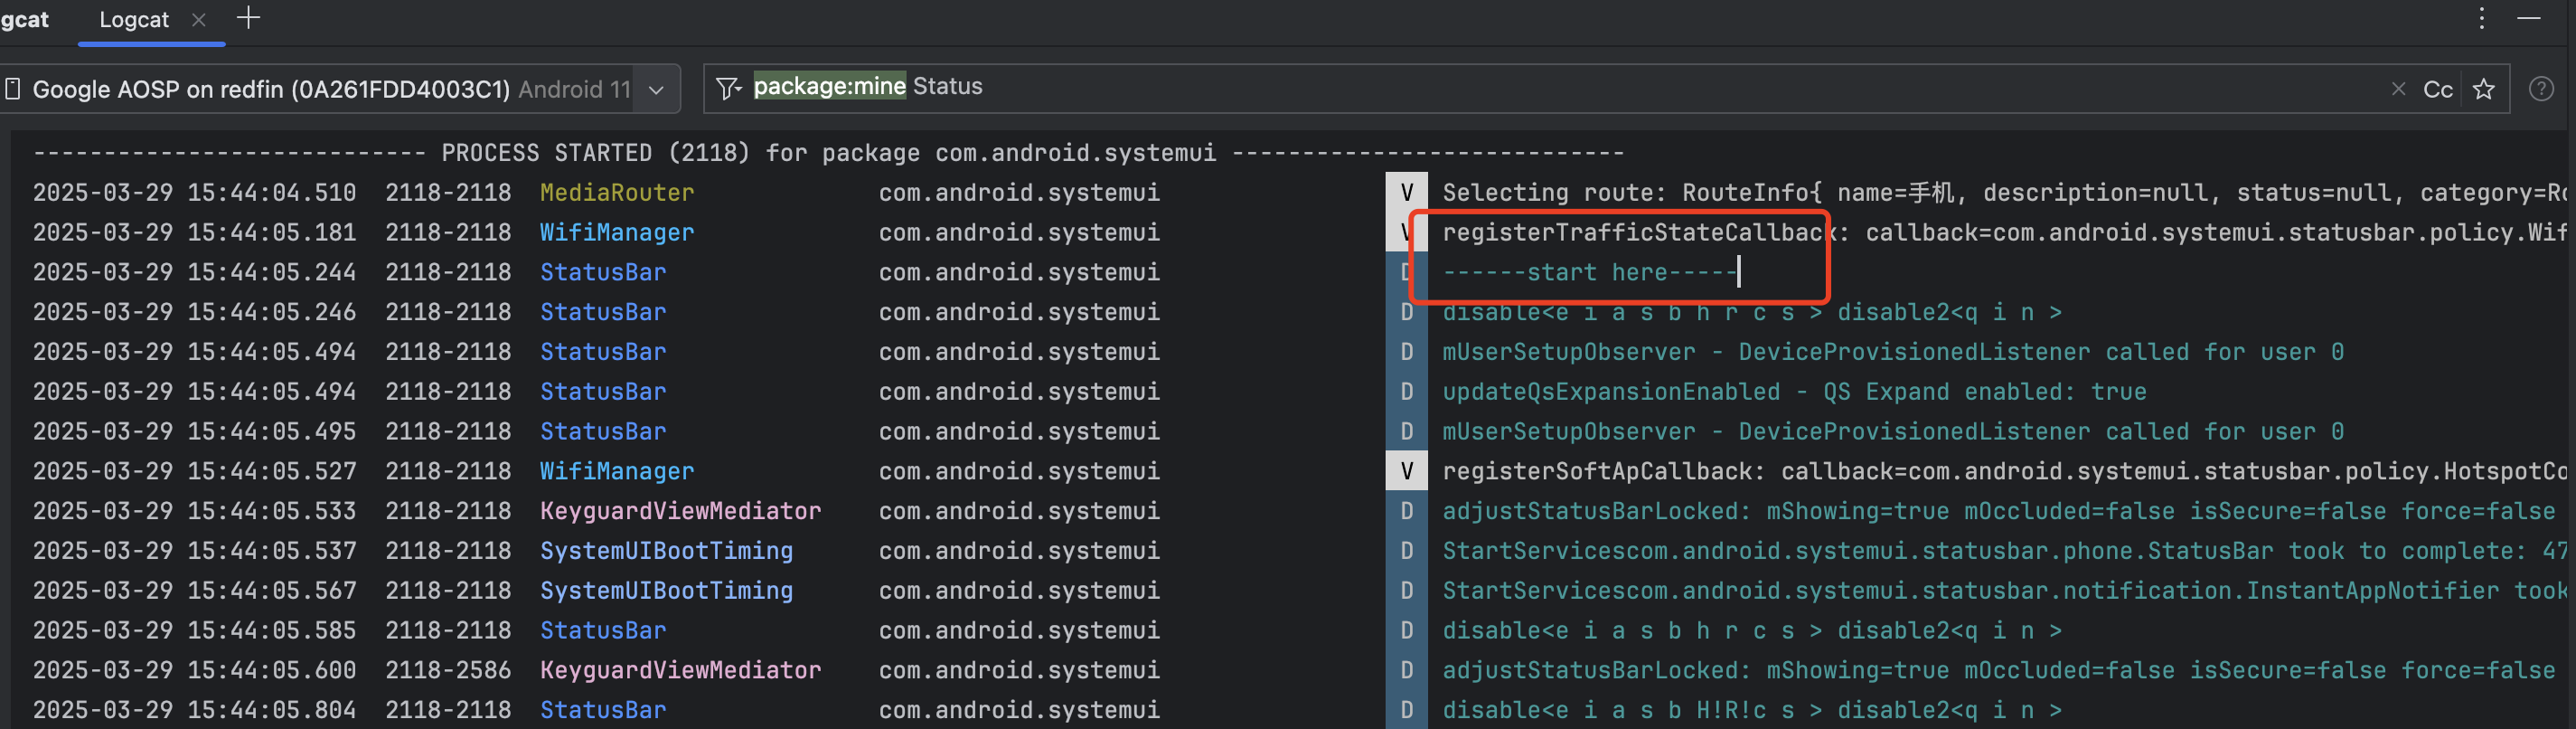 gcat Logcat
Google AOSP on redfin (0A261FDD4003C1) Android 11 package:mine Status Cc
---------------------------- PROCESS STARTED (2118) for package com.android.systemui ----------------------------
2025-03-29 15:44:04.510 2118-2118 MediaRouter com.android.systemui V Selecting route: RouteInfo{ name=手机, description=null, status=null, category=Ro
2025-03-29 15:44:05.181 2118-2118 WifiManager com.android.systemui V registerTrafficStateCallback: callback=com.android.systemui.statusbar.policy.Wif
2025-03-29 15:44:05.244 2118-2118 StatusBar com.android.systemui D ------start here-----
2025-03-29 15:44:05.246 2118-2118 StatusBar com.android.systemui D disable<e i a s b h r c s > disable2<q i n >
2025-03-29 15:44:05.494 2118-2118 StatusBar com.android.systemui D mUserSetupObserver - DeviceProvisionedListener called for user 0
2025-03-29 15:44:05.494 2118-2118 StatusBar com.android.systemui D updateQsExpansionEnabled - QS Expand enabled: true
2025-03-29 15:44:05.495 2118-2118 StatusBar com.android.systemui D mUserSetupObserver - DeviceProvisionedListener called for user 0
2025-03-29 15:44:05.527 2118-2118 WifiManager com.android.systemui V registerSoftApCallback: callback=com.android.systemui.statusbar.policy.HotspotCo
2025-03-29 15:44:05.533 2118-2118 KeyguardViewMediator com.android.systemui D adjustStatusBarLocked: mShowing=true mOccluded=false isSecure=false force=false
2025-03-29 15:44:05.537 2118-2118 SystemUIBootTiming com.android.systemui D StartServicescom.android.systemui.statusbar.phone.StatusBar took to complete: 47
2025-03-29 15:44:05.567 2118-2118 SystemUIBootTiming com.android.systemui D StartServicescom.android.systemui.statusbar.notification.InstantAppNotifier took
2025-03-29 15:44:05.585 2118-2118 StatusBar com.android.systemui D disable<e i a s b h r c s > disable2<q i n >
2025-03-29 15:44:05.600 2118-2586 KeyguardViewMediator com.android.systemui D adjustStatusBarLocked: mShowing=true mOccluded=false isSecure=false force=false
2025-03-29 15:44:05.804 2118-2118 StatusBar com.android.systemui D disable<e i a s b H!R!c s > disable2<q i n >